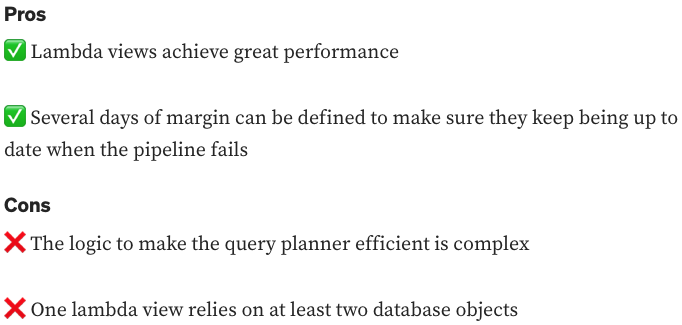 Pros
✅ Lambda views achieve great performance
✅ Several days of margin can be defined to make sure they keep being up to
date when the pipeline fails
Cons
❌ The logic to make the query planner efficient is complex
❌ One lambda view relies on at least two database objects